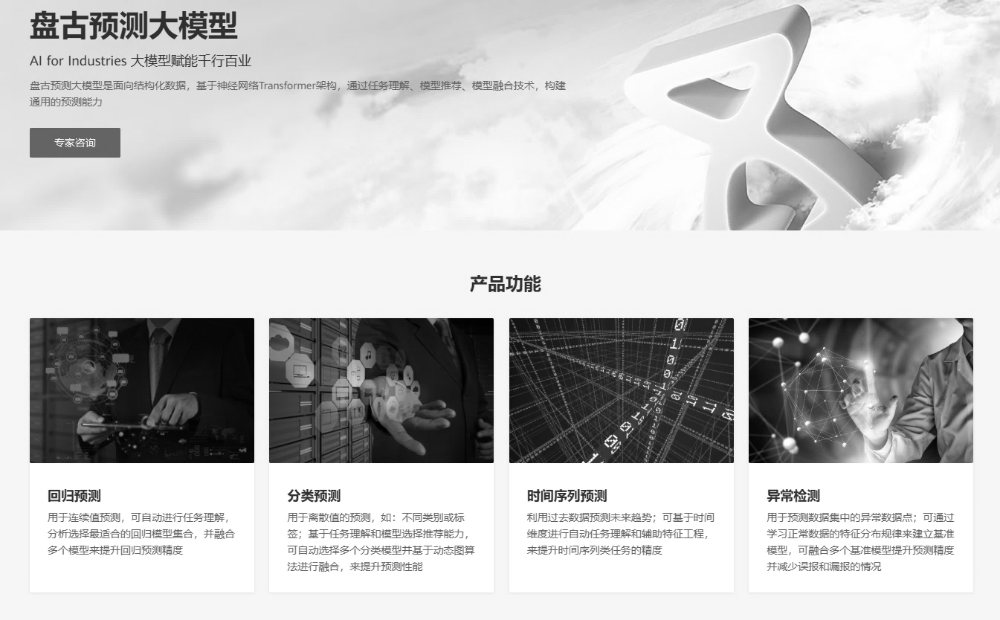 盘古预测大模型
AI for Industries 大模型赋能千行百业
盘古预测大模型是面向结构化数据，基于神经网络Transformer架构，通过任务理解、模型推荐、模型融合技术，构建
通用的预测能力
专家咨询
产品功能
回归预测
用于连续值预测，可自动进行任务理解，
分析选择最适合的回归模型集合，并融合
多个模型来提升回归预测精度
分类预测
用于离散值的预测，如：不同类别或标
签；基于任务理解和模型选择推荐能力，
可自动选择多个分类模型并基于动态图算
法进行融合，来提升预测性能
时间序列预测
利用过去数据预测未来趋势；可基于时间
维度进行自动任务理解和辅助特征工程，
来提升时间序列类任务的精度
异常检测
用于预测数据集中的异常数据点；可通过
学习正常数据的特征分布规律来建立基准
模型，可融合多个基准模型提升预测精度
并减少误报和漏报的情况